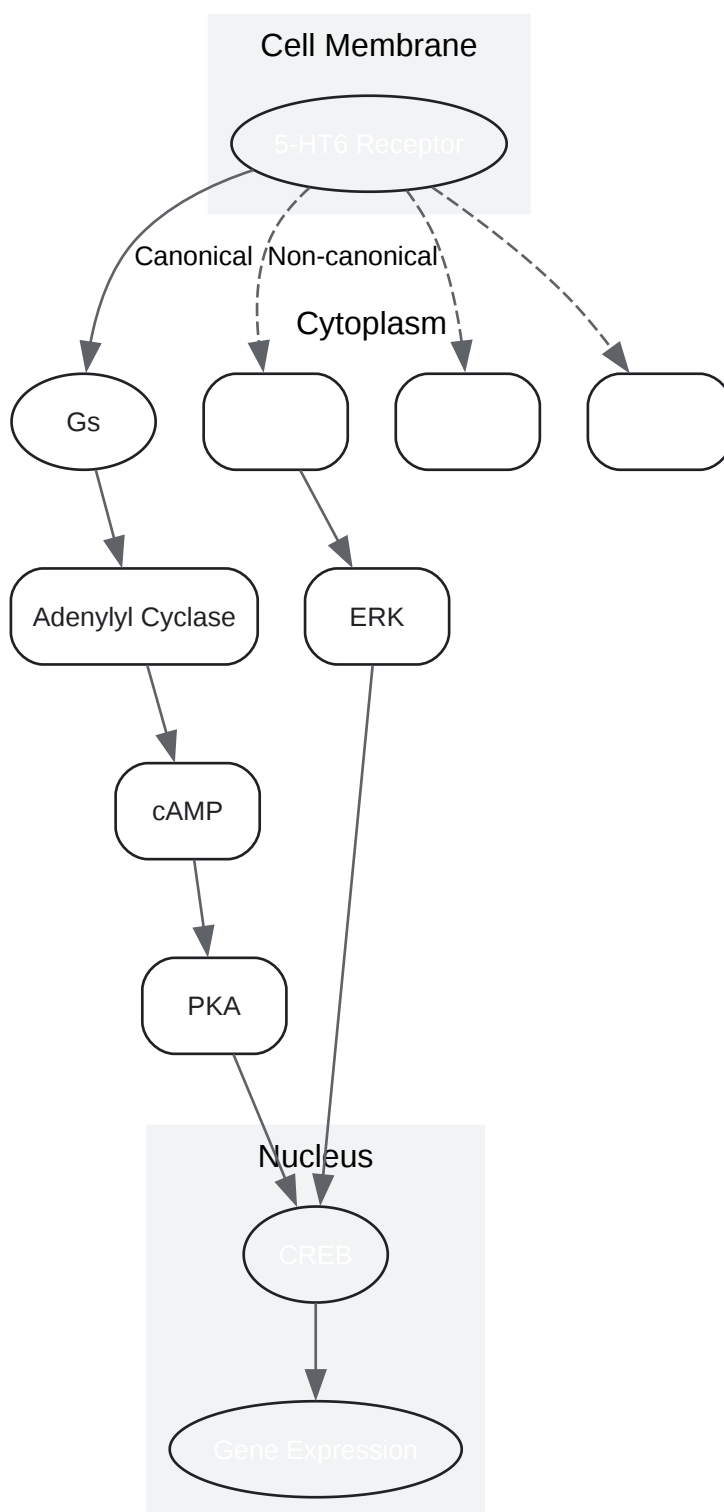 Cell Membrane
5-HT6 Receptor
Canonical
Non-canonical
Cytoplasm
Gs
Adenylyl Cyclase
ERK
cAMP
PKA
Nucleus
CREB
Gene Expression